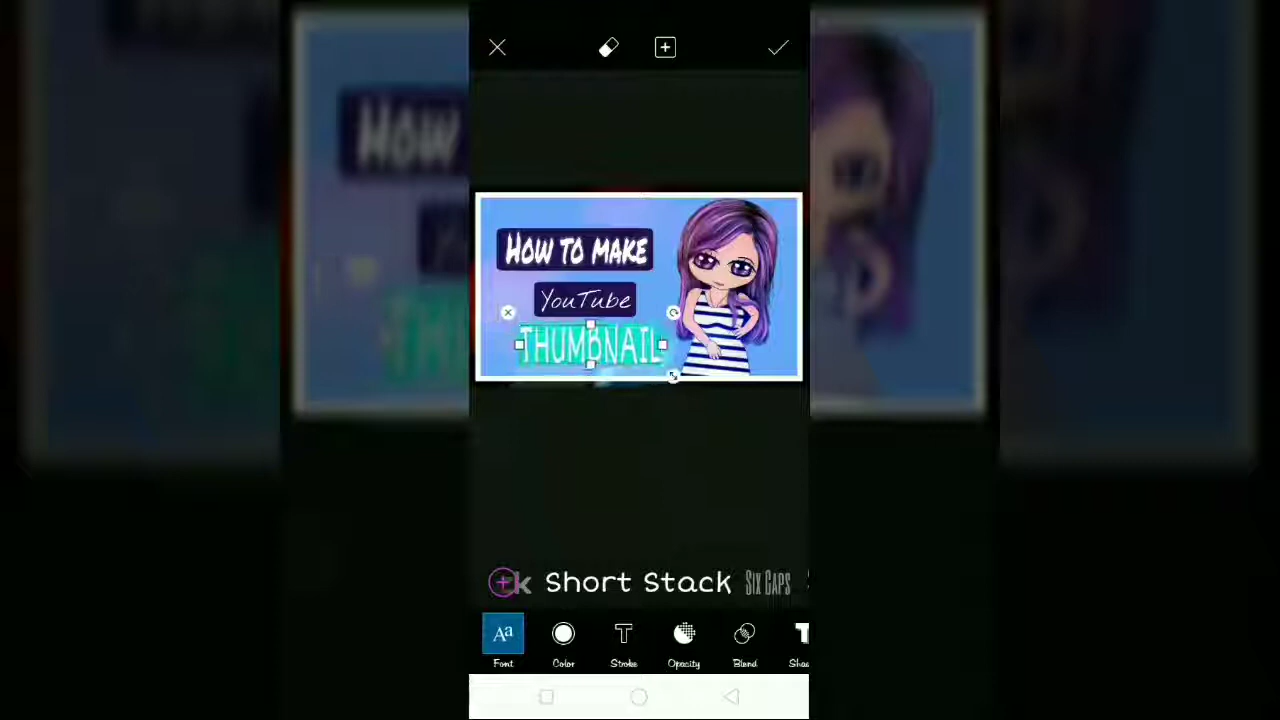 How to make
YouTube
THUMBNAIL
k Short Stack Six Caps
Font Color Stroke Opacity Blend